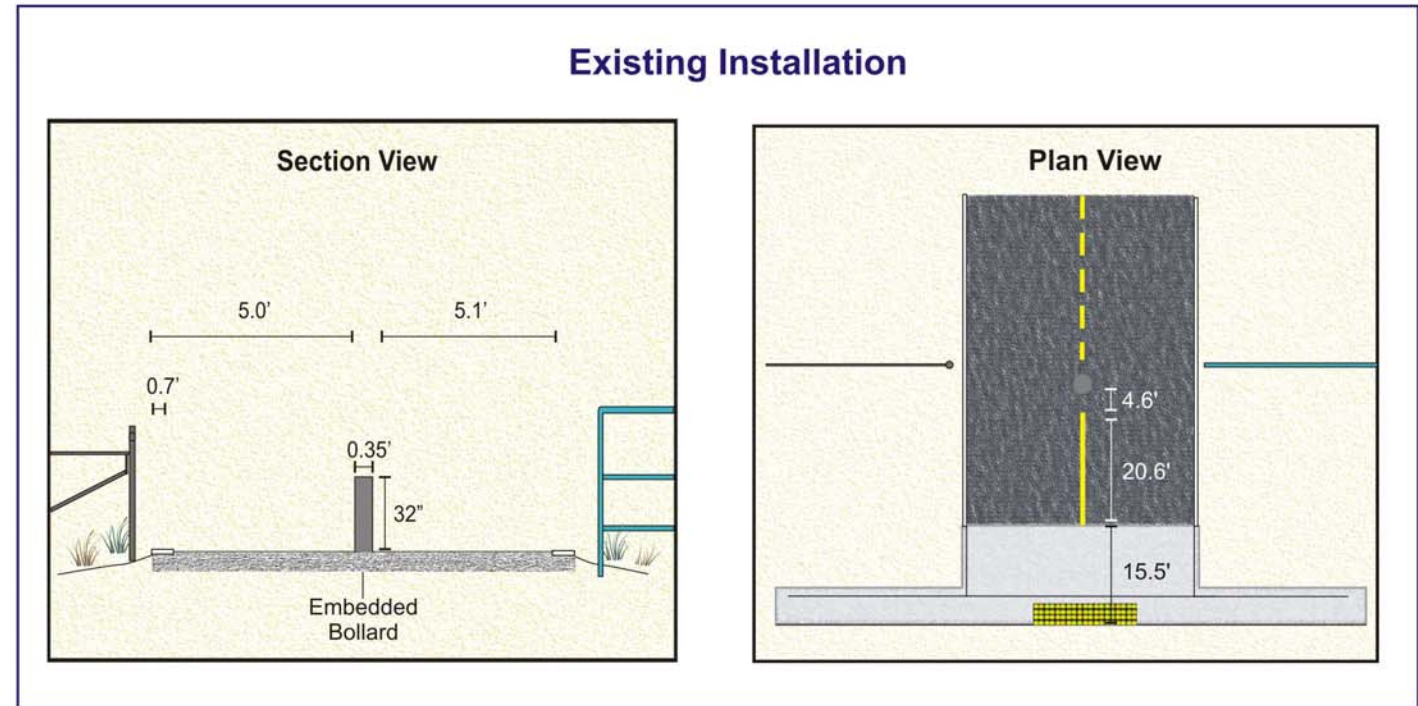 Existing Installation
Section View
5.0’
5.1’
0.7’
0.35’
32”
Embedded
Bollard
Plan View
4.6'
20.6'
15.5'